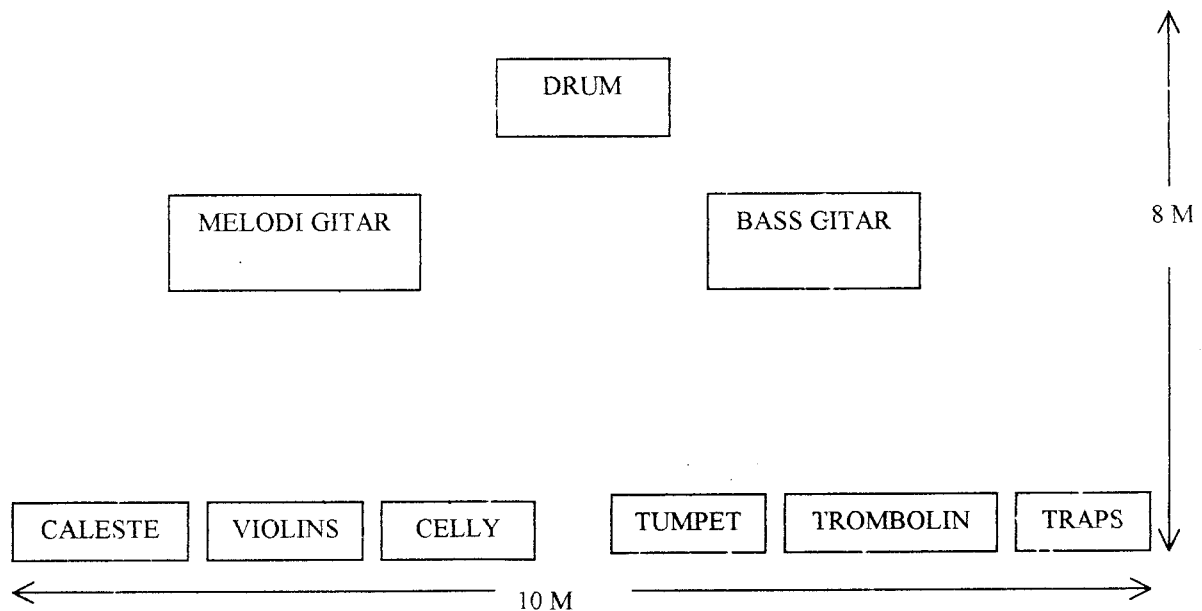 DRUM
MELODI GITAR
BASS GITAR
8 M
CALESTE
VIOLINS
CELLY
TUMPET
TROMBOLIN
TRAPS
10 M